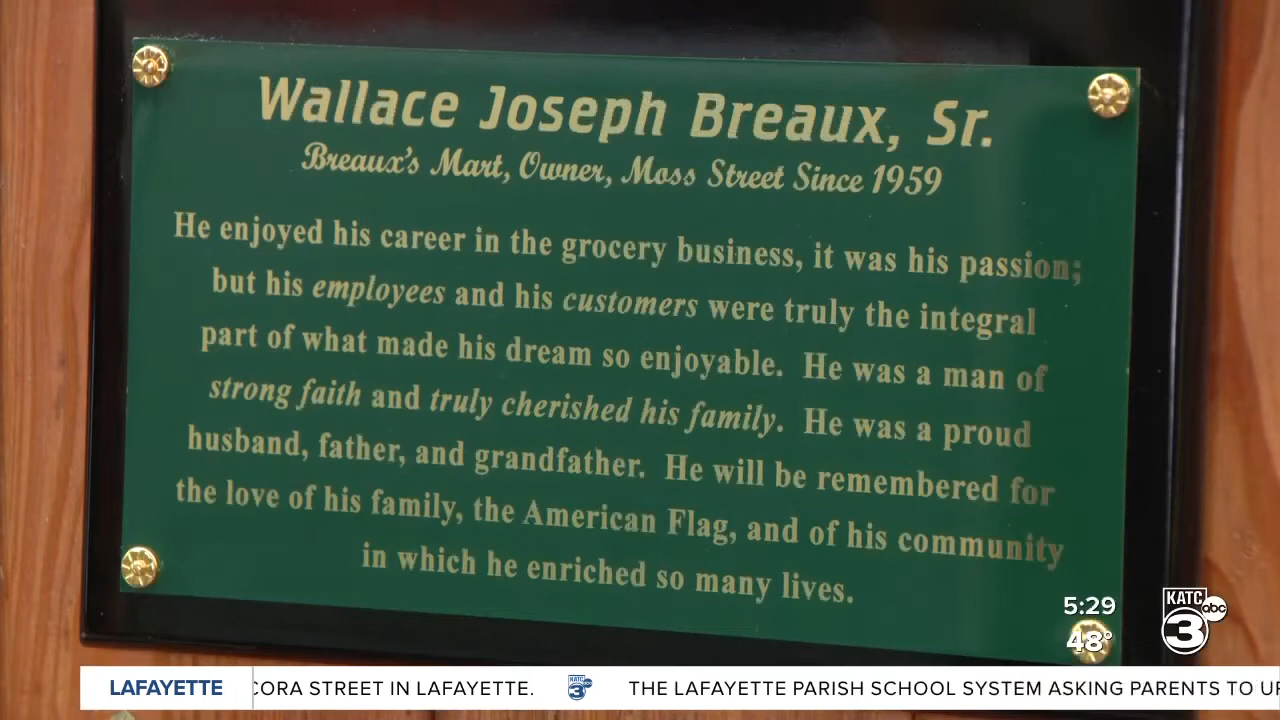 Wallace Joseph Breaux, Sr.
Breaux's Mart, Owner, Moss Street Since 1959
He enjoyed his career in the grocery business, it was his passion;
but his employees and his customers were truly the integral
part of what made his dream so enjoyable. He was a man of
strong faith and truly cherished his family. He was a proud
husband, father, and grandfather. He will be remembered for
the love of his family, the American Flag, and of his community
in which he enriched so many lives.
5:29
48°
KATC
abc
3
LAFAYETTE
CORA STREET IN LAFAYETTE. KATC 3 THE LAFAYETTE PARISH SCHOOL SYSTEM ASKING PARENTS TO